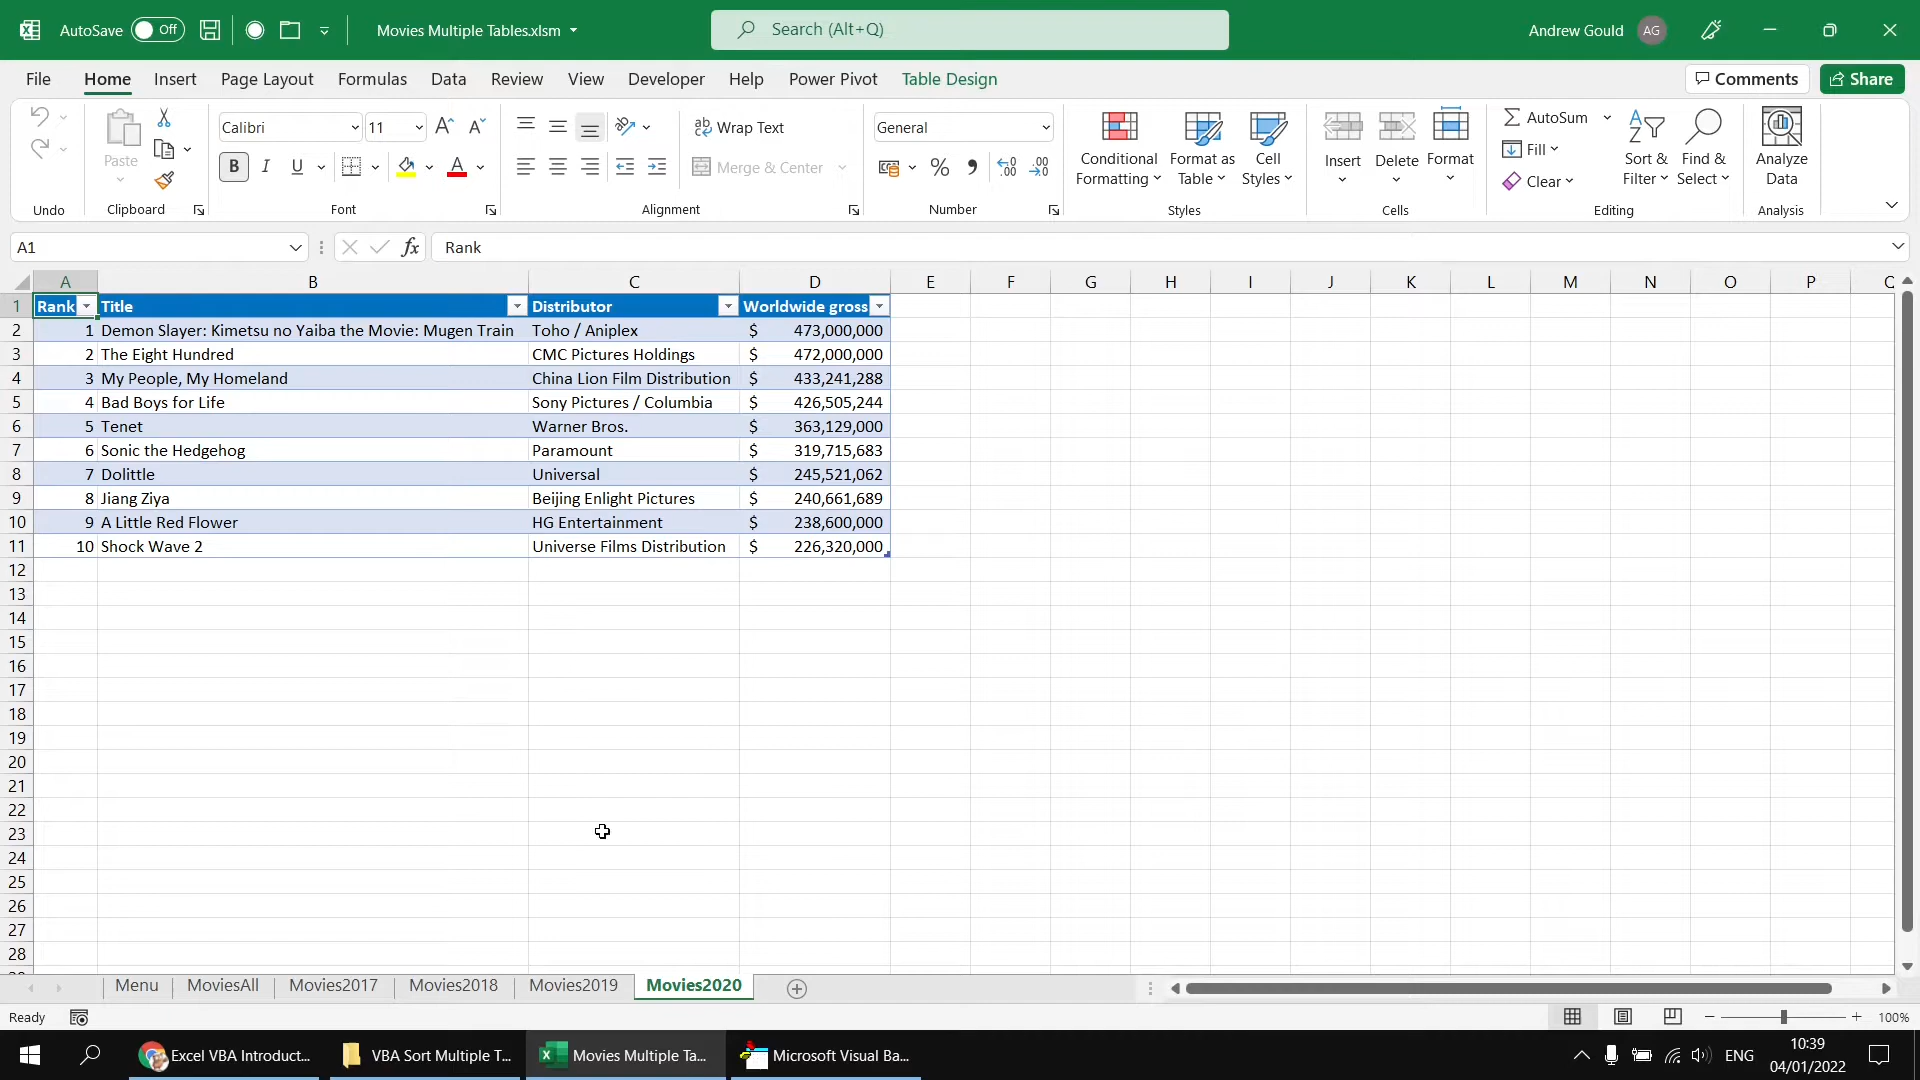 AutoSave Off Movies Multiple Tables.xlsm Search (Alt+Q) Andrew Gould AG
File Home Insert Page Layout Formulas Data Review View Developer Help Power Pivot Table Design Comments Share
Calibri 11 Wrap Text General AutoSum
Paste Insert Delete Format Fill
Conditional Formatting Format as Table Cell Styles Sort & Filter Find & Select Analyze Data
B I U A Merge & Center % Clear
Undo Clipboard Font Alignment Number Styles Cells Editing Analysis
A1 fx Rank
A B C D E F G H I J K L M N O P
1 Rank Title Distributor Worldwide gross
2 1 Demon Slayer: Kimetsu no Yaiba the Movie: Mugen Train Toho / Aniplex $ 473,000,000
3 2 The Eight Hundred CMC Pictures Holdings $ 472,000,000
4 3 My People, My Homeland China Lion Film Distribution $ 433,241,288
5 4 Bad Boys for Life Sony Pictures / Columbia $ 426,505,244
6 5 Tenet Warner Bros. $ 363,129,000
7 6 Sonic the Hedgehog Paramount $ 319,715,683
8 7 Dolittle Universal $ 245,521,062
9 8 Jiang Ziya Beijing Enlight Pictures $ 240,661,689
10 9 A Little Red Flower HG Entertainment $ 238,600,000
11 10 Shock Wave 2 Universe Films Distribution $ 226,320,000
12
13
14
15
16
17
18
19
20
21
22
23
24
25
26
27
28
Menu MoviesAll Movies2017 Movies2018 Movies2019 Movies2020
Ready 100%
Excel VBA Introduct... VBA Sort Multiple T... Movies Multiple Ta... Microsoft Visual Ba... ENG 10:39
04/01/2022